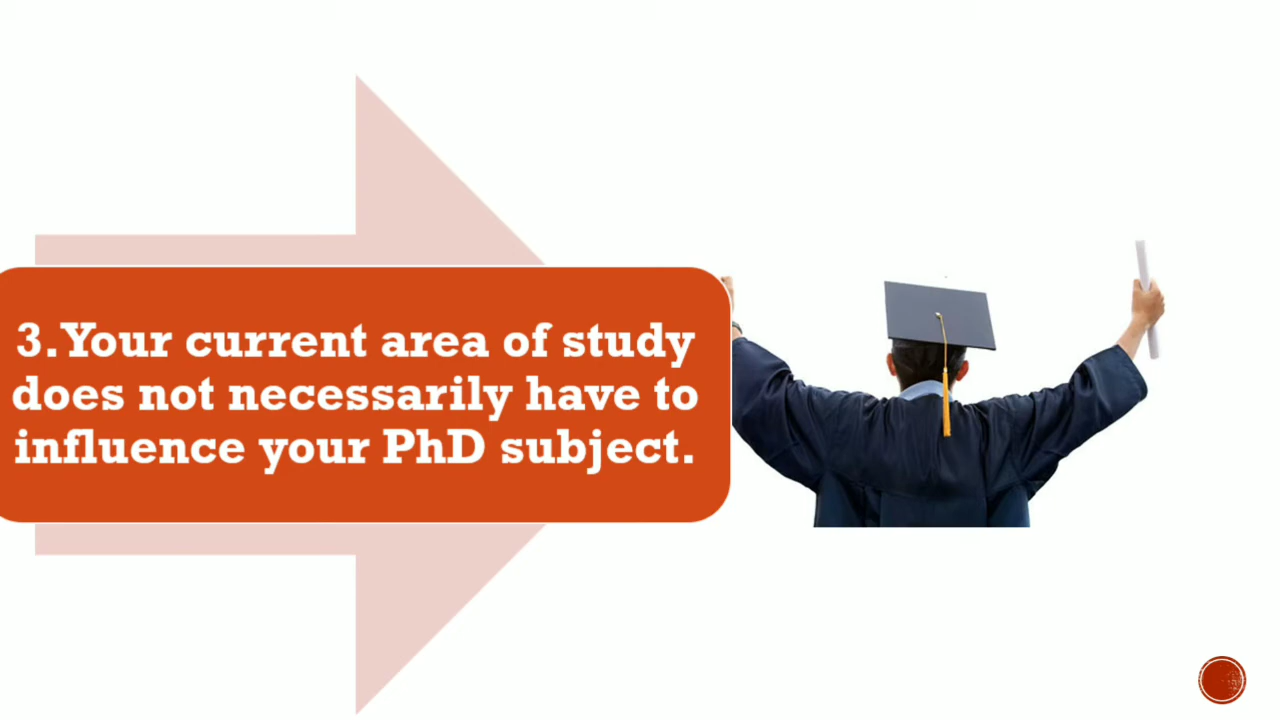 3.Your current area of study
does not necessarily have to
influence your PhD subject.